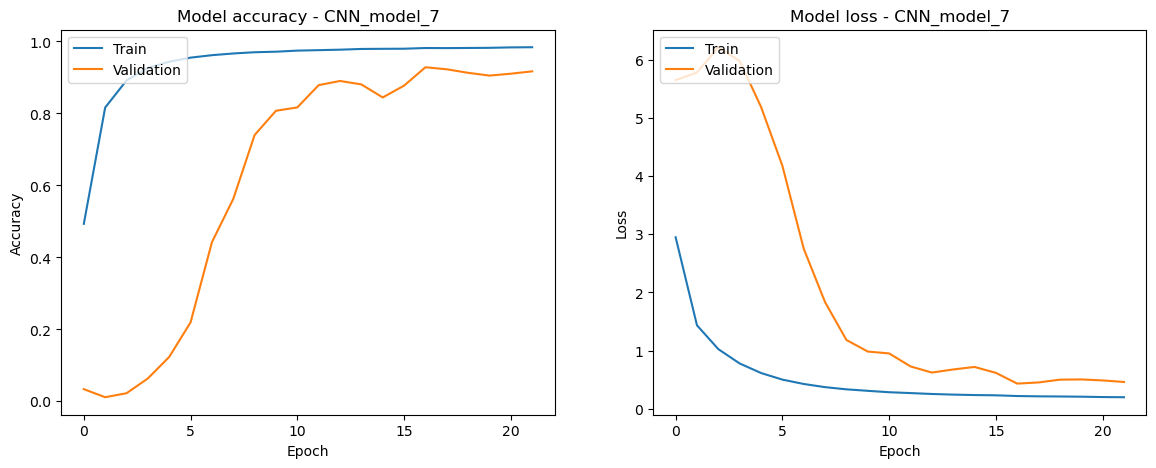 Model accuracy - CNN_model_7
Train
Validation
1.0
0.8
0.6
0.4
0.2
0.0
Accuracy
0
5
10
15
20
Epoch
Model loss - CNN_model_7
Train
Validation
6
5
4
3
2
1
0
Loss
0
5
10
15
20
Epoch